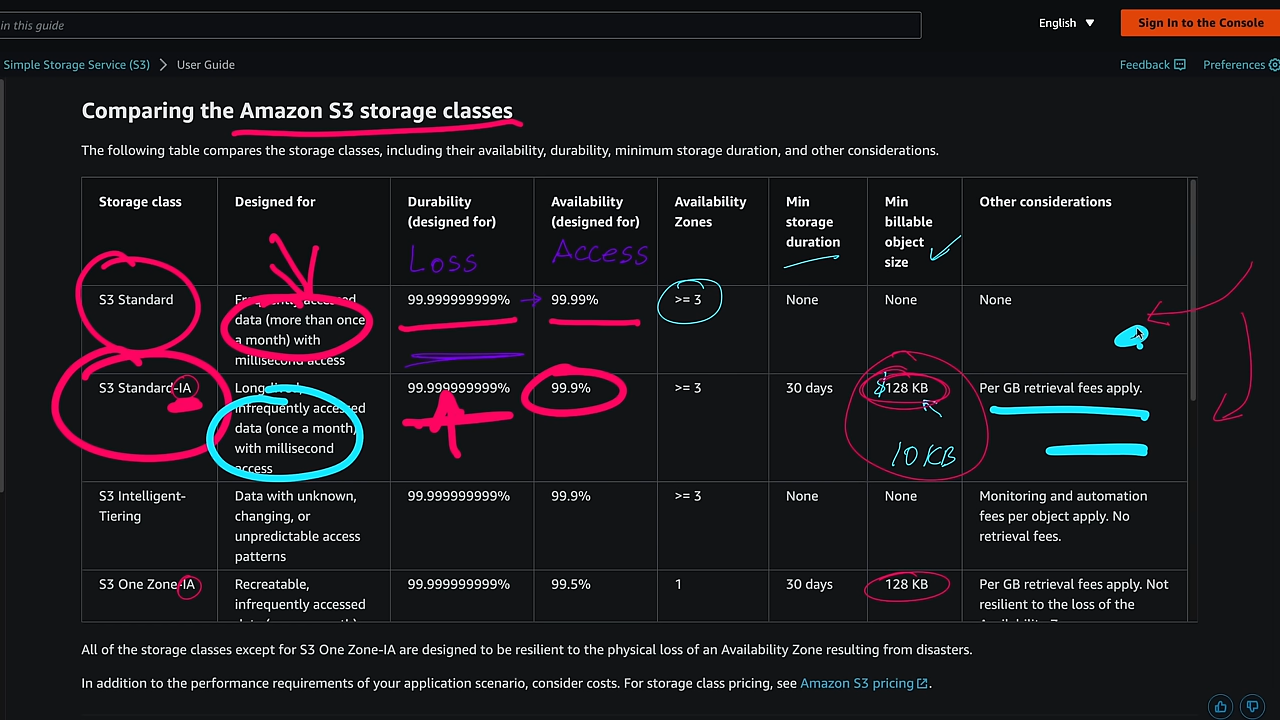 in this guide
English
Sign In to the Console
Simple Storage Service (S3)
User Guide
Feedback
Preferences
Comparing the Amazon S3 storage classes
The following table compares the storage classes, including their availability, durability, minimum storage duration, and other considerations.
Storage class
Designed for
Durability
(designed for)
Loss
Availability
(designed for)
Access
Availability
Zones
Min
storage
duration
Min
billable
object
size
Other considerations
S3 Standard
Frequently accessed
data (more than once
a month) with
millisecond access
99.999999999%
99.99%
>= 3
None
None
None
S3 Standard-IA
Long-lived,
infrequently accessed
data (once a month)
with millisecond
access
99.999999999%
99.9%
>= 3
30 days
$128 KB
10 KB
Per GB retrieval fees apply.
S3 Intelligent-
Tiering
Data with unknown,
changing, or
unpredictable access
patterns
99.999999999%
99.9%
>= 3
None
None
Monitoring and automation
fees per object apply. No
retrieval fees.
S3 One Zone-IA
Recreatable,
infrequently accessed
99.999999999%
99.5%
1
30 days
128 KB
Per GB retrieval fees apply. Not
resilient to the loss of the
All of the storage classes except for S3 One Zone-IA are designed to be resilient to the physical loss of an Availability Zone resulting from disasters.
In addition to the performance requirements of your application scenario, consider costs. For storage class pricing, see Amazon S3 pricing.